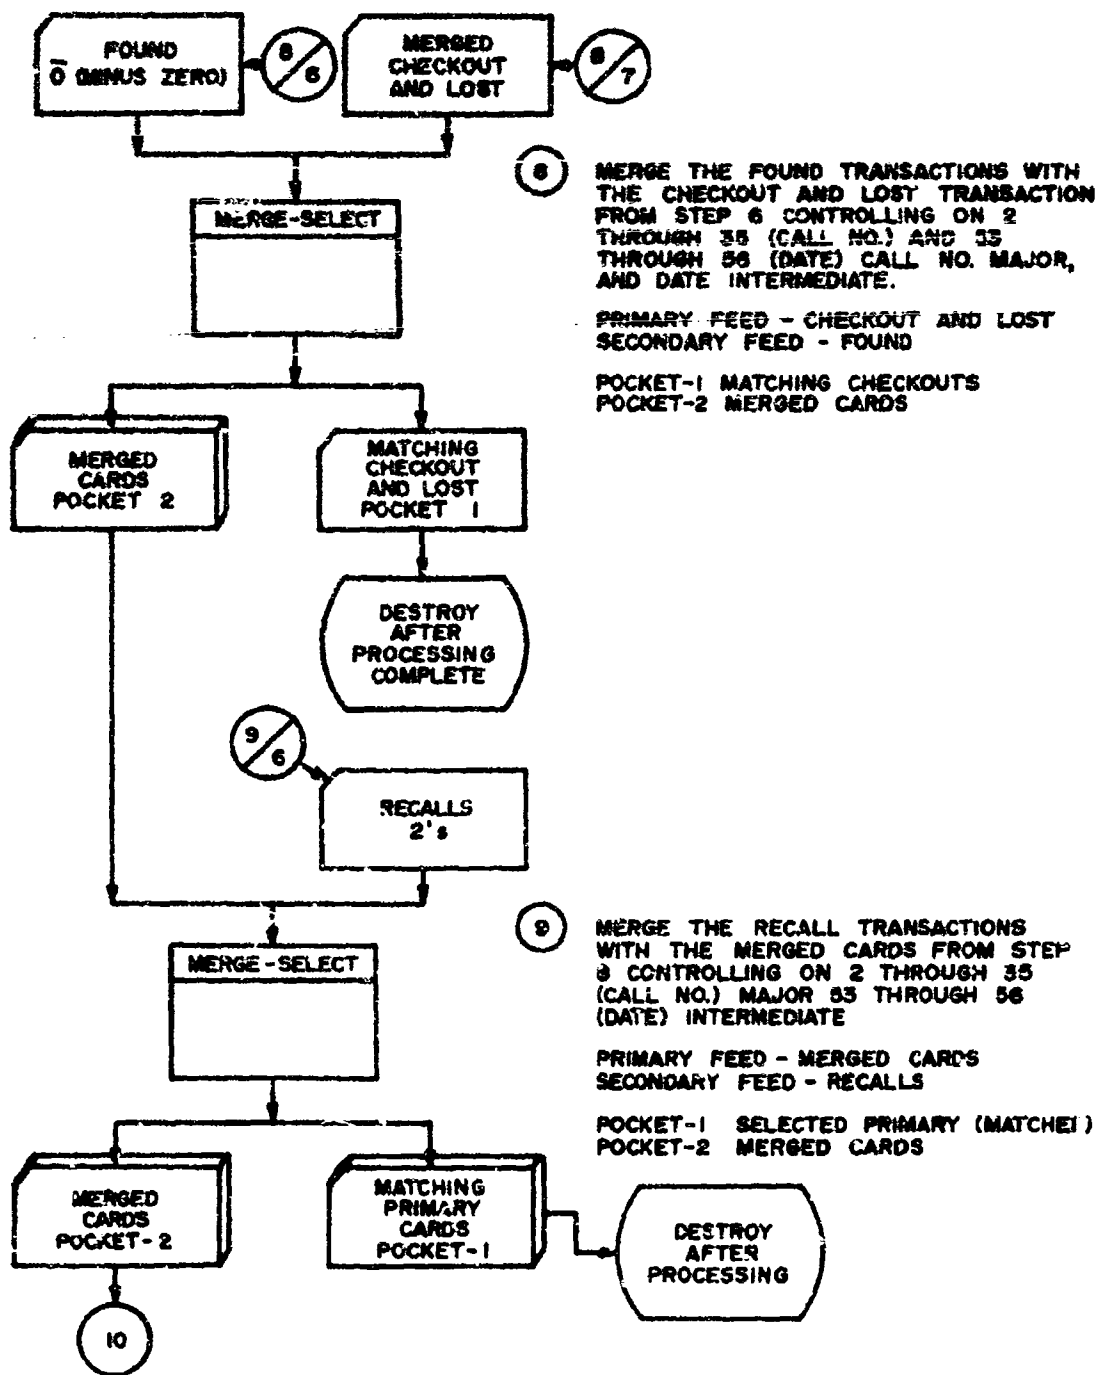 FOUND
0̅ (MINUS ZERO)
8/6
MERGED
CHECKOUT
AND LOST
8/7
MERGE-SELECT
8
MERGE THE FOUND TRANSACTIONS WITH
THE CHECKOUT AND LOST TRANSACTION
FROM STEP 6 CONTROLLING ON 2
THROUGH 35 (CALL NO.) AND 53
THROUGH 56 (DATE) CALL NO. MAJOR,
AND DATE INTERMEDIATE.
PRIMARY FEED - CHECKOUT AND LOST
SECONDARY FEED - FOUND
POCKET-1 MATCHING CHECKOUTS
POCKET-2 MERGED CARDS
MERGED
CARDS
POCKET 2
MATCHING
CHECKOUT
AND LOST
POCKET 1
DESTROY
AFTER
PROCESSING
COMPLETE
9/6
RECALLS
2's
MERGE-SELECT
9
MERGE THE RECALL TRANSACTIONS
WITH THE MERGED CARDS FROM STEP
8 CONTROLLING ON 2 THROUGH 35
(CALL NO.) MAJOR 53 THROUGH 56
(DATE) INTERMEDIATE
PRIMARY FEED - MERGED CARDS
SECONDARY FEED - RECALLS
POCKET-1 SELECTED PRIMARY (MATCHED)
POCKET-2 MERGED CARDS
MERGED
CARDS
POCKET-2
MATCHING
PRIMARY
CARDS
POCKET-1
DESTROY
AFTER
PROCESSING
10